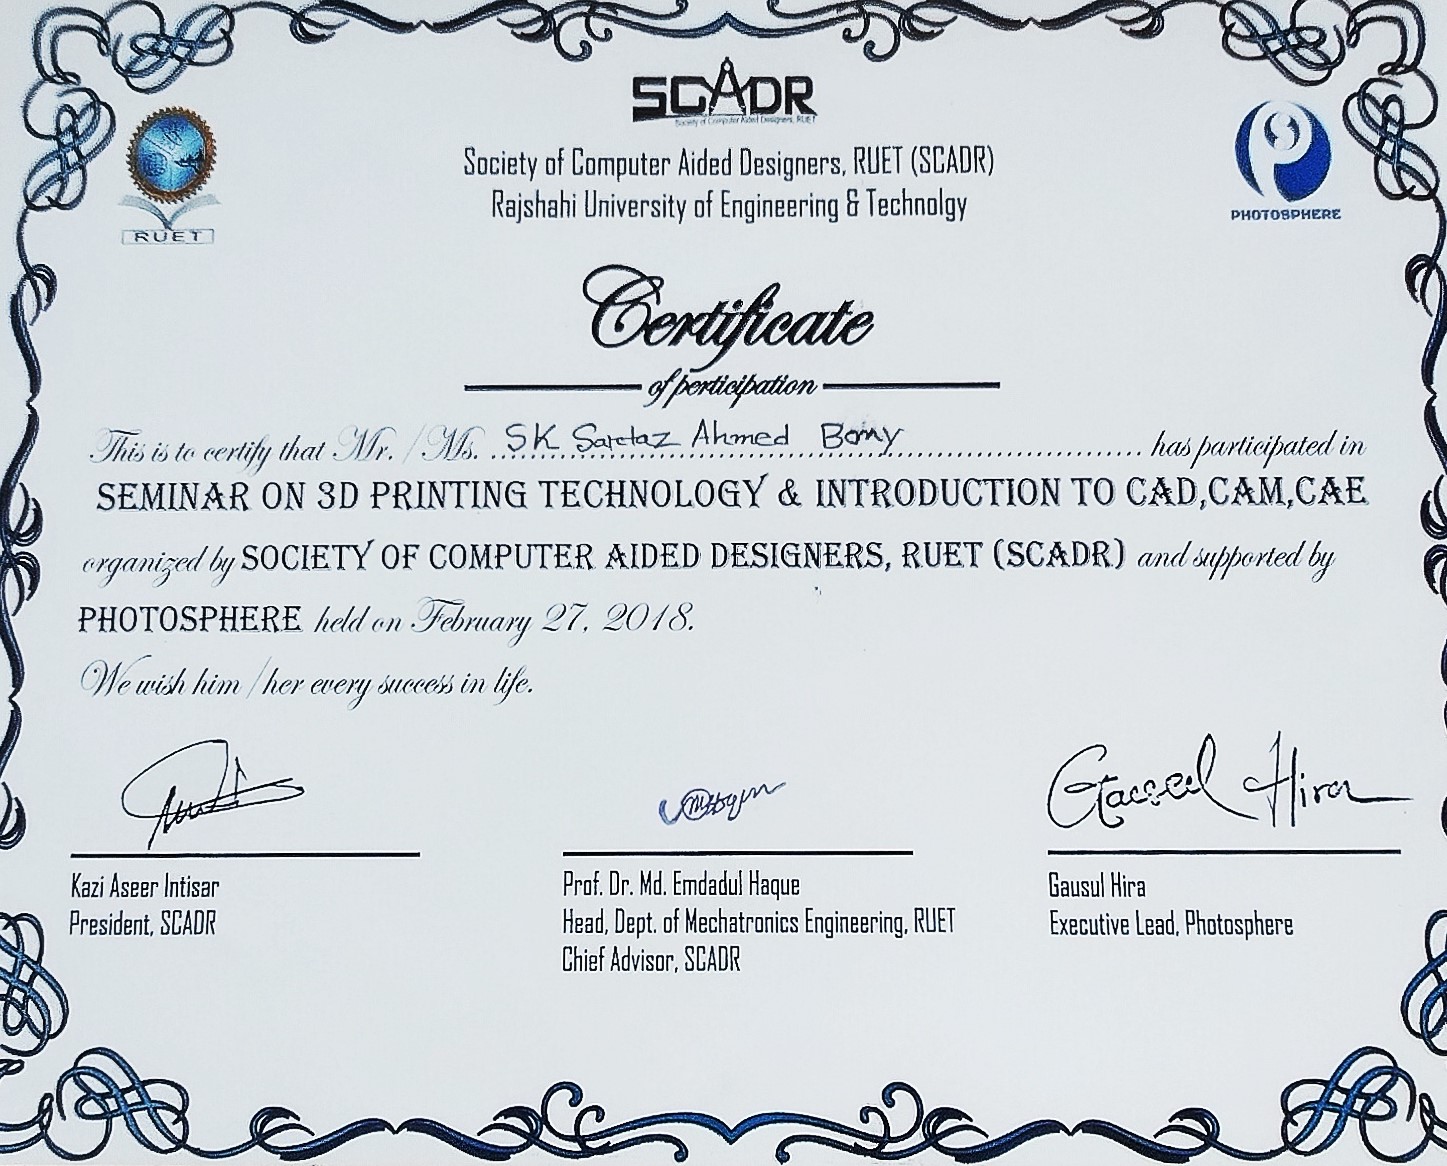 SCADR
Society of Computer Aided Designers, RUET
Society of Computer Aided Designers, RUET (SCADR)
Rajshahi University of Engineering & Technolgy
RUET
PHOTOSPHERE
Certificate
of perticipation
This is to certify that Mr. / Ms. SK Sartaz Ahmed Bony has participated in
SEMINAR ON 3D PRINTING TECHNOLOGY & INTRODUCTION TO CAD,CAM,CAE
organized by SOCIETY OF COMPUTER AIDED DESIGNERS, RUET (SCADR) and supported by
PHOTOSPHERE held on February 27, 2018.
We wish him / her every success in life.
Gausul Hira
Kazi Aseer Intisar
President, SCADR
Prof. Dr. Md. Emdadul Haque
Head, Dept. of Mechatronics Engineering, RUET
Chief Advisor, SCADR
Gausul Hira
Executive Lead, Photosphere